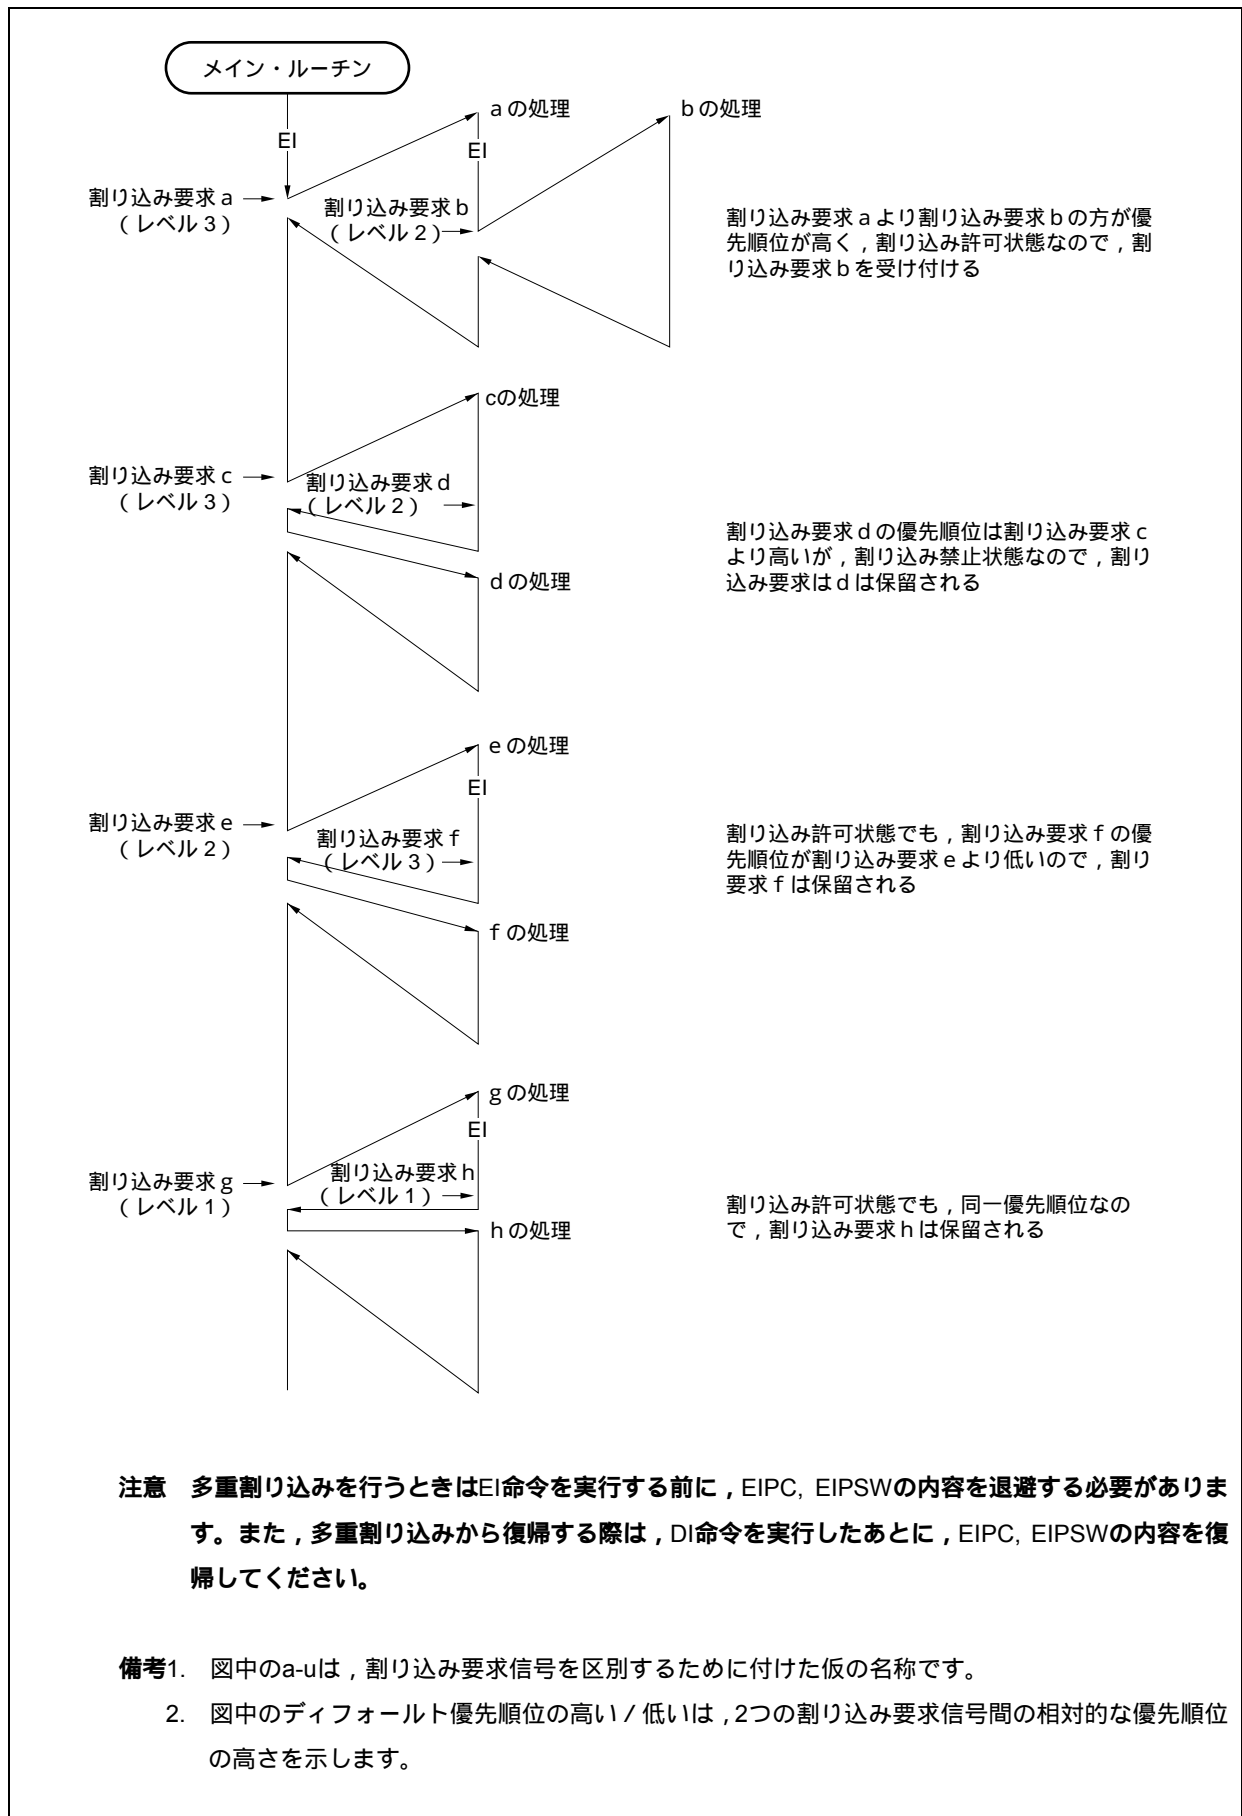 メイン・ルーチン
EI
aの処理
bの処理
EI
割り込み要求a
(レベル3)
割り込み要求b
(レベル2)
割り込み要求aより割り込み要求bの方が優
先順位が高く,割り込み許可状態なので,割
り込み要求bを受け付ける
cの処理
割り込み要求c
(レベル3)
割り込み要求d
(レベル2)
割り込み要求dの優先順位は割り込み要求c
より高いが,割り込み禁止状態なので,割り
込み要求はdは保留される
dの処理
eの処理
EI
割り込み要求e
(レベル2)
割り込み要求f
(レベル3)
割り込み許可状態でも,割り込み要求fの優
先順位が割り込み要求eより低いので,割り
要求fは保留される
fの処理
gの処理
EI
割り込み要求g
(レベル1)
割り込み要求h
(レベル1)
割り込み許可状態でも,同一優先順位なの
で,割り込み要求hは保留される
hの処理
注意 多重割り込みを行うときはEI命令を実行する前に,EIPC, EIPSWの内容を退避する必要がありま
す。また,多重割り込みから復帰する際は,DI命令を実行したあとに,EIPC, EIPSWの内容を復
帰してください。
備考1. 図中のa-uは,割り込み要求信号を区別するために付けた仮の名称です。
2. 図中のディフォールト優先順位の高い/低いは,2つの割り込み要求信号間の相対的な優先順位
の高さを示します。